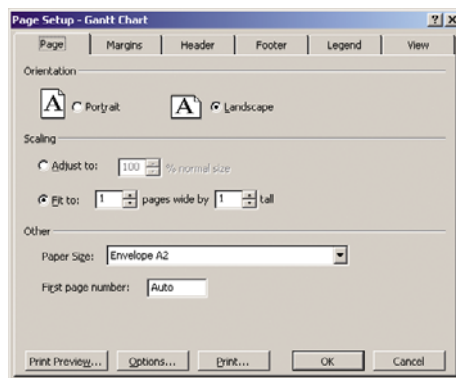 Page Setup - Gantt Chart
Page Margins Header Footer Legend View
Orientation
A Portrait A Landscape
Scaling
Adjust to: 100 % normal size
Fit to: 1 pages wide by 1 tall
Other
Paper Size: Envelope A2
First page number: Auto
Print Preview... Options... Print... OK Cancel